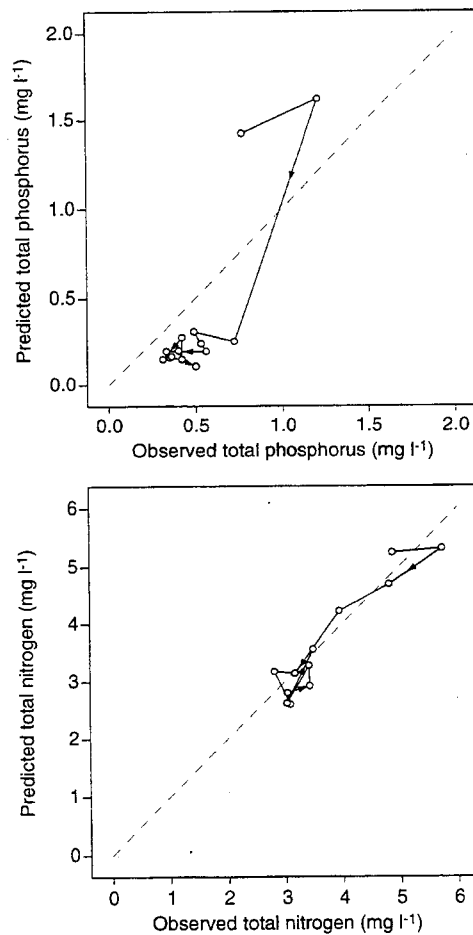 Predicted total phosphorus (mg l-1)
2.0
1.5
1.0
0.5
0.0
0.0 0.5 1.0 1.5 2.0
Observed total phosphorus (mg l-1)
Predicted total nitrogen (mg l-1)
6
5
4
3
2
1
0
0 1 2 3 4 5 6
Observed total nitrogen (mg l-1)